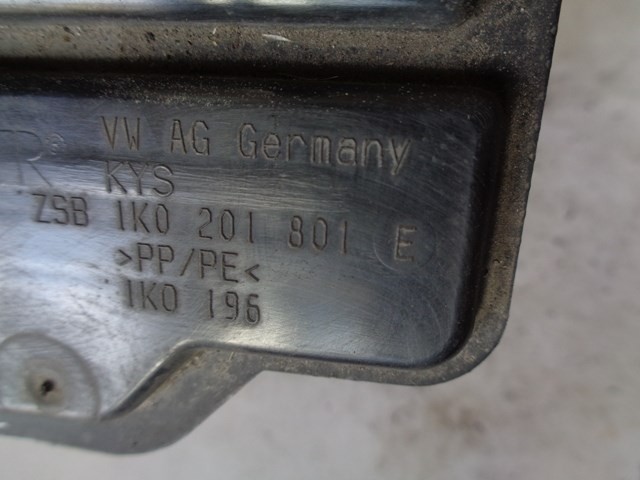 R® VW AG Germany
KYS
ZSB 1K0 201 801 E
>PP/PE<
1K0 196